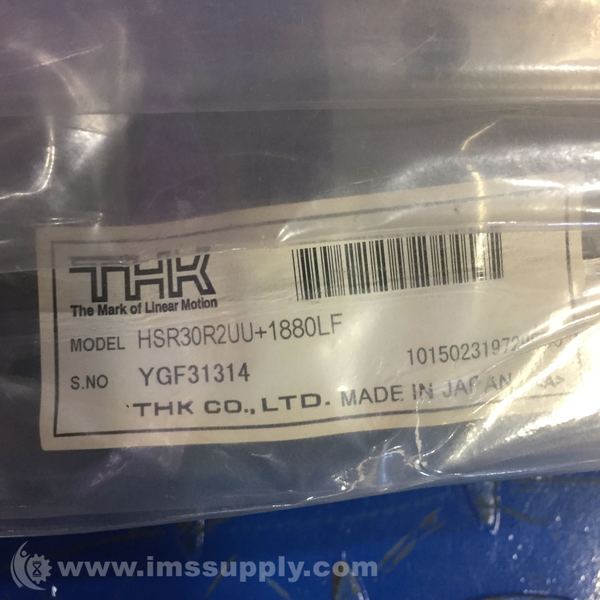 THK
The Mark of Linear Motion
MODEL HSR30R2UU+1880LF
S.NO YGF31314
THK CO., LTD. MADE IN JAPAN
www.imssupply.com